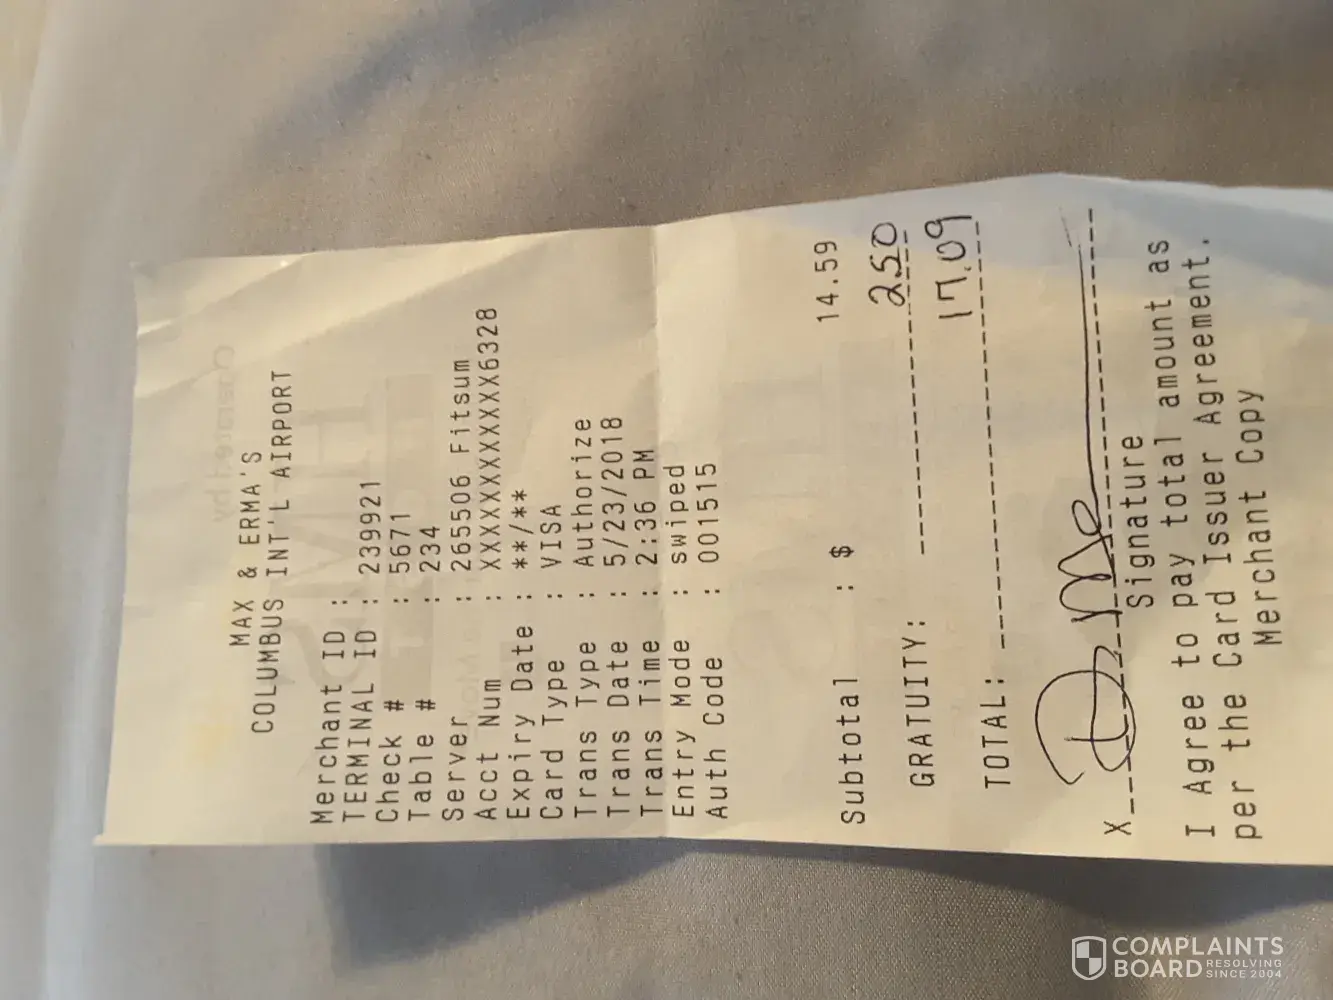 MAX & ERMA'S
COLUMBUS INT'L AIRPORT
Merchant ID :
TERMINAL ID : 239921
Check # : 5671
Table # : 234
Server : 265506 Fitsum
Acct Num : XXXXXXXXXXXX6328
Expiry Date : **/**
Card Type : VISA
Trans Type : Authorize
Trans Date : 5/23/2018
Trans Time : 2:36 PM
Entry Mode : swiped
Auth Code : 001515
Subtotal : $ 14.59
GRATUITY: 2.50
TOTAL: 17.09
X
Signature
I Agree to pay total amount as
per the Card Issuer Agreement.
Merchant Copy
COMPLAINTS
BOARD RESOLVING
SINCE 2004